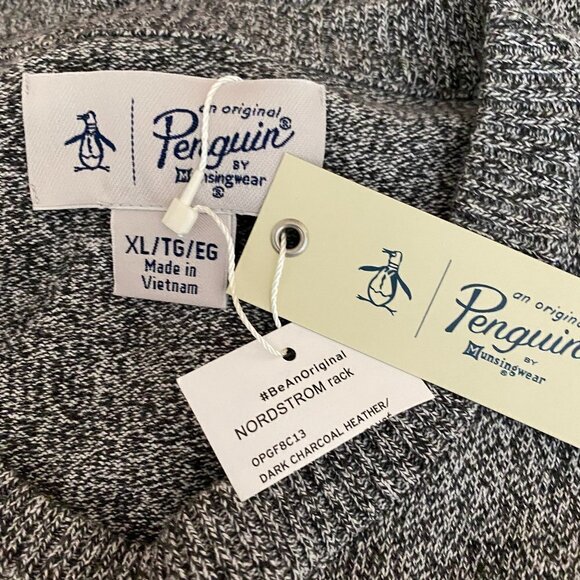 an original
Penguin®
BY
Munsingwear
®
XL/TG/EG
Made in
Vietnam
an original
Penguin
BY
Munsingwear
®
#BeAnOriginal
NORDSTROM rack
OPGF8C13
DARK CHARCOAL HEATHER/